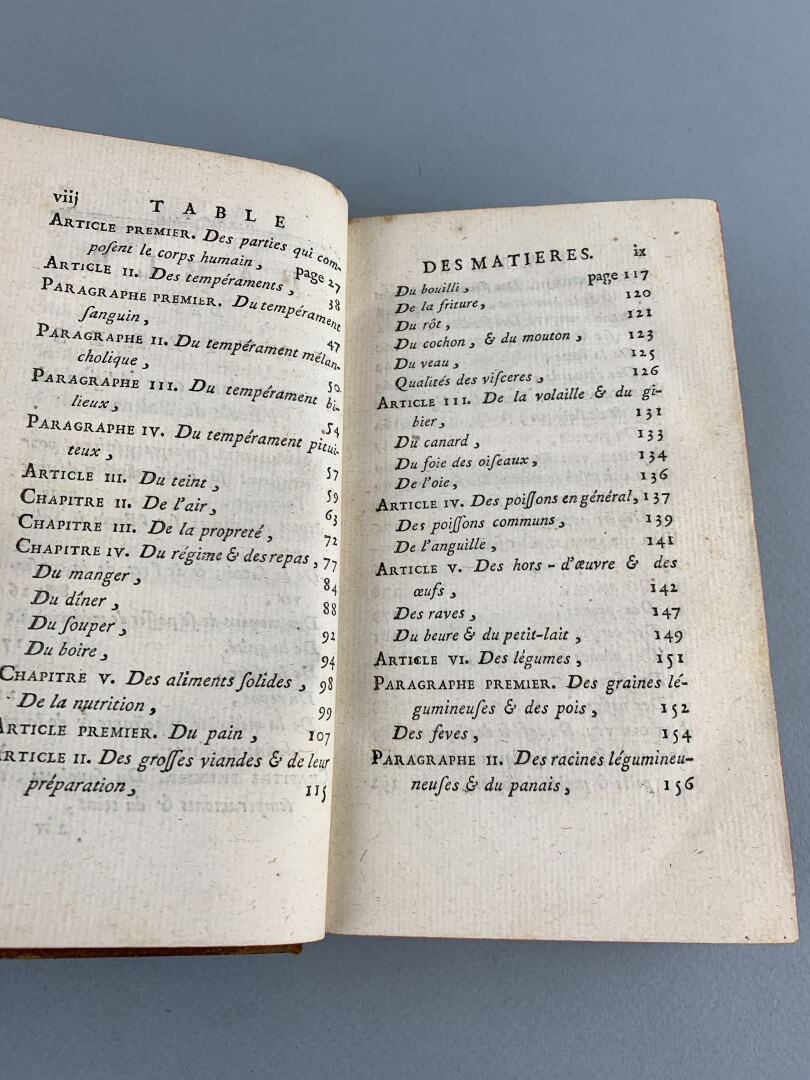 viij TABLE
ARTICLE PREMIER. Des parties qui com-
poſent le corps humain, page 27
ARTICLE II. Des tempéraments, 38
PARAGRAPHE PREMIER. Du tempérament
ſanguin, 47
PARAGRAPHE II. Du tempérament mélan-
cholique, 50
PARAGRAPHE III. Du tempérament bi-
lieux, 54
PARAGRAPHE IV. Du tempérament pitui-
teux, 57
ARTICLE III. Du teint, 59
CHAPITRE II. De l'air, 63
CHAPITRE III. De la propreté, 72
CHAPITRE IV. Du régime & des repas, 77
Du manger, 84
Du dîner, 88
Du ſouper, 92
Du boire, 94
CHAPITRE V. Des aliments ſolides, 98
De la nutrition, 99
ARTICLE PREMIER. Du pain, 107
ARTICLE II. Des groſſes viandes & de leur
préparation, 115
DES MATIERES. ix
Du bouilli, page 117
De la friture, 120
Du rôt, 121
Du cochon, & du mouton, 123
Du veau, 125
Qualités des viſceres, 126
ARTICLE III. De la volaille & du gi-
bier, 131
Du canard, 133
Du foie des oiſeaux, 134
De l'oie, 136
ARTICLE IV. Des poiſſons en général, 137
Des poiſſons communs, 139
De l'anguille, 141
ARTICLE V. Des hors-d'œuvre & des
œufs, 142
Des raves, 147
Du beure & du petit-lait, 149
ARTICLE VI. Des légumes, 151
PARAGRAPHE PREMIER. Des graines lé-
gumineuſes & des pois, 152
Des feves, 154
PARAGRAPHE II. Des racines légumineu-
neuſes & du panais, 156